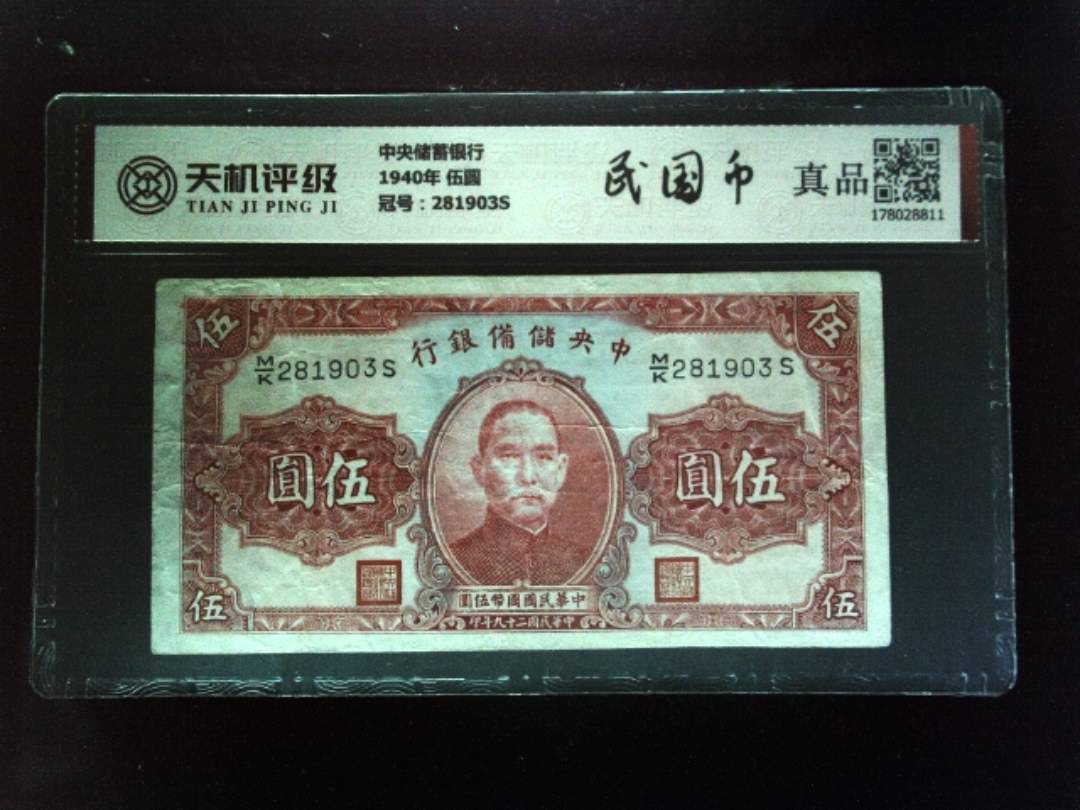 天机评级
TIAN JI PING JI
中央储蓄银行
1940年 伍圆
冠号：281903S
民国币
真品
178028811
伍
伍
行銀備儲央中
M/K 281903 S
M/K 281903 S
圓伍
圓伍
圓伍幣國國民華中
印年九十二國民華中
伍
伍